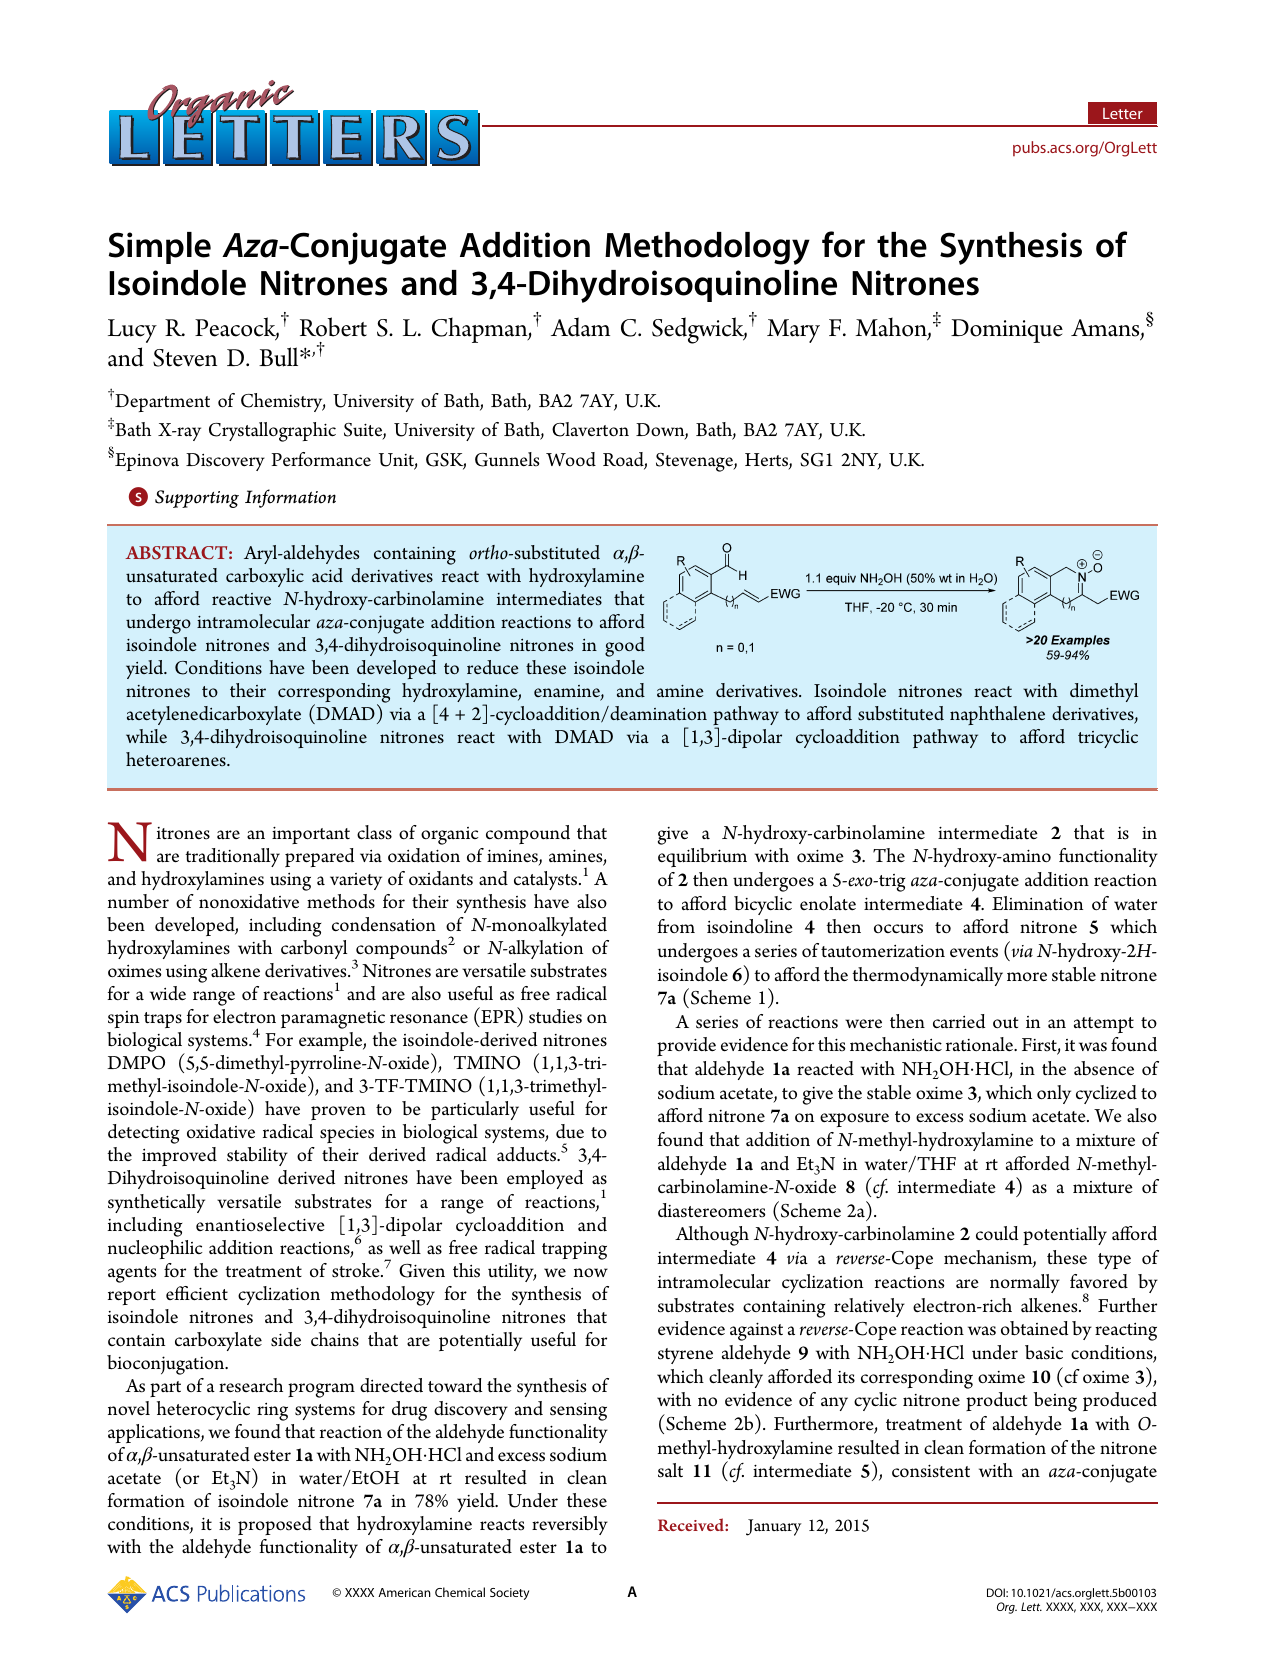 Organic
LETTERS
Letter
pubs.acs.org/OrgLett
Simple Aza-Conjugate Addition Methodology for the Synthesis of
Isoindole Nitrones and 3,4-Dihydroisoquinoline Nitrones
Lucy R. Peacock,† Robert S. L. Chapman,† Adam C. Sedgwick,† Mary F. Mahon,‡ Dominique Amans,§
and Steven D. Bull*,†
†Department of Chemistry, University of Bath, Bath, BA2 7AY, U.K.
‡Bath X-ray Crystallographic Suite, University of Bath, Claverton Down, Bath, BA2 7AY, U.K.
§Epinova Discovery Performance Unit, GSK, Gunnels Wood Road, Stevenage, Herts, SG1 2NY, U.K.
S Supporting Information
ABSTRACT: Aryl-aldehydes containing ortho-substituted α,β-
unsaturated carboxylic acid derivatives react with hydroxylamine
to afford reactive N-hydroxy-carbinolamine intermediates that
undergo intramolecular aza-conjugate addition reactions to afford
isoindole nitrones and 3,4-dihydroisoquinoline nitrones in good
yield. Conditions have been developed to reduce these isoindole
nitrones to their corresponding hydroxylamine, enamine, and amine derivatives. Isoindole nitrones react with dimethyl
acetylenedicarboxylate (DMAD) via a [4 + 2]-cycloaddition/deamination pathway to afford substituted naphthalene derivatives,
while 3,4-dihydroisoquinoline nitrones react with DMAD via a [1,3]-dipolar cycloaddition pathway to afford tricyclic
heteroarenes.
R
O
H
EWG
( )n
n = 0,1
1.1 equiv NH2OH (50% wt in H2O)
THF, -20 °C, 30 min
R
⊕
N
⊖
O
EWG
( )n
>20 Examples
59-94%
Nitrones are an important class of organic compound that
are traditionally prepared via oxidation of imines, amines,
and hydroxylamines using a variety of oxidants and catalysts.1 A
number of nonoxidative methods for their synthesis have also
been developed, including condensation of N-monoalkylated
hydroxylamines with carbonyl compounds2 or N-alkylation of
oximes using alkene derivatives.3 Nitrones are versatile substrates
for a wide range of reactions1 and are also useful as free radical
spin traps for electron paramagnetic resonance (EPR) studies on
biological systems.4 For example, the isoindole-derived nitrones
DMPO (5,5-dimethyl-pyrroline-N-oxide), TMINO (1,1,3-tri-
methyl-isoindole-N-oxide), and 3-TF-TMINO (1,1,3-trimethyl-
isoindole-N-oxide) have proven to be particularly useful for
detecting oxidative radical species in biological systems, due to
the improved stability of their derived radical adducts.5 3,4-
Dihydroisoquinoline derived nitrones have been employed as
synthetically versatile substrates for a range of reactions,1
including enantioselective [1,3]-dipolar cycloaddition and
nucleophilic addition reactions,6 as well as free radical trapping
agents for the treatment of stroke.7 Given this utility, we now
report efficient cyclization methodology for the synthesis of
isoindole nitrones and 3,4-dihydroisoquinoline nitrones that
contain carboxylate side chains that are potentially useful for
bioconjugation.
As part of a research program directed toward the synthesis of
novel heterocyclic ring systems for drug discovery and sensing
applications, we found that reaction of the aldehyde functionality
of α,β-unsaturated ester 1a with NH2OH·HCl and excess sodium
acetate (or Et3N) in water/EtOH at rt resulted in clean
formation of isoindole nitrone 7a in 78% yield. Under these
conditions, it is proposed that hydroxylamine reacts reversibly
with the aldehyde functionality of α,β-unsaturated ester 1a to
give a N-hydroxy-carbinolamine intermediate 2 that is in
equilibrium with oxime 3. The N-hydroxy-amino functionality
of 2 then undergoes a 5-exo-trig aza-conjugate addition reaction
to afford bicyclic enolate intermediate 4. Elimination of water
from isoindoline 4 then occurs to afford nitrone 5 which
undergoes a series of tautomerization events (via N-hydroxy-2H-
isoindole 6) to afford the thermodynamically more stable nitrone
7a (Scheme 1).
A series of reactions were then carried out in an attempt to
provide evidence for this mechanistic rationale. First, it was found
that aldehyde 1a reacted with NH2OH·HCl, in the absence of
sodium acetate, to give the stable oxime 3, which only cyclized to
afford nitrone 7a on exposure to excess sodium acetate. We also
found that addition of N-methyl-hydroxylamine to a mixture of
aldehyde 1a and Et3N in water/THF at rt afforded N-methyl-
carbinolamine-N-oxide 8 (cf. intermediate 4) as a mixture of
diastereomers (Scheme 2a).
Although N-hydroxy-carbinolamine 2 could potentially afford
intermediate 4 via a reverse-Cope mechanism, these type of
intramolecular cyclization reactions are normally favored by
substrates containing relatively electron-rich alkenes.8 Further
evidence against a reverse-Cope reaction was obtained by reacting
styrene aldehyde 9 with NH2OH·HCl under basic conditions,
which cleanly afforded its corresponding oxime 10 (cf oxime 3),
with no evidence of any cyclic nitrone product being produced
(Scheme 2b). Furthermore, treatment of aldehyde 1a with O-
methyl-hydroxylamine resulted in clean formation of the nitrone
salt 11 (cf. intermediate 5), consistent with an aza-conjugate
Received: January 12, 2015
ACS Publications
© XXXX American Chemical Society
A
DOI: 10.1021/acs.orglett.5b00103
Org. Lett. XXXX, XXX, XXX−XXX